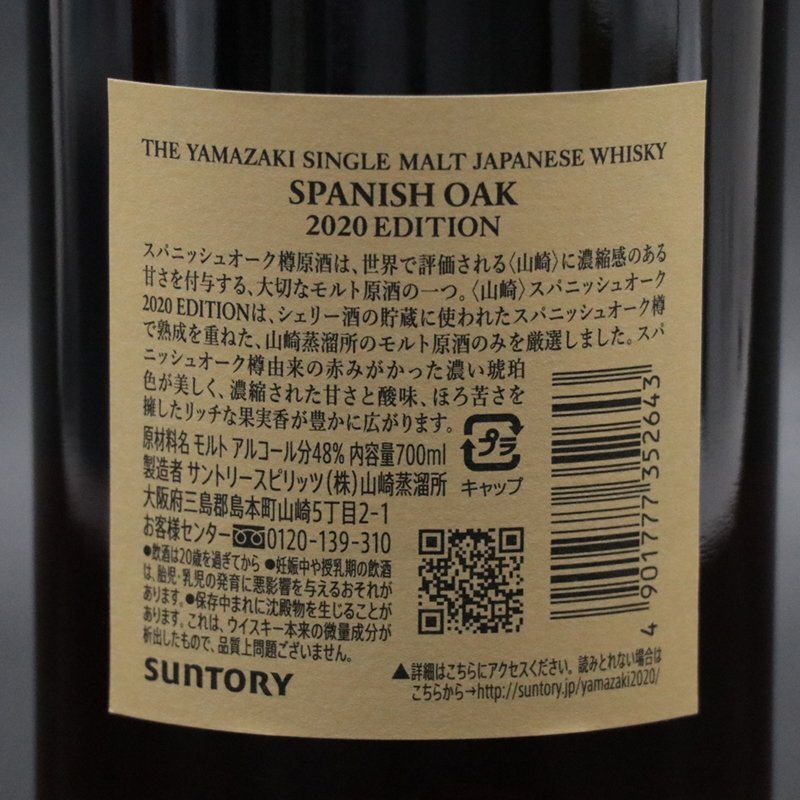 THE YAMAZAKI SINGLE MALT JAPANESE WHISKY
SPANISH OAK
2020 EDITION
スパニッシュオーク樽原酒は、世界で評価される〈山崎〉に濃縮感のある
甘さを付与する、大切なモルト原酒の一つ。〈山崎〉スパニッシュオーク
2020 EDITIONは、シェリー酒の貯蔵に使われたスパニッシュオーク樽
で熟成を重ねた、山崎蒸溜所のモルト原酒のみを厳選しました。スパ
ニッシュオーク樽由来の赤みがかった濃い琥珀
色が美しく、濃縮された甘さと酸味、ほろ苦さを
擁したリッチな果実香が豊かに広がります。
原材料名 モルト アルコール分48% 内容量700ml
製造者 サントリースピリッツ(株)山崎蒸溜所
大阪府三島郡島本町山崎5丁目2-1
お客様センター 0120-139-310
プラ
キャップ
●飲酒は20歳を過ぎてから ●妊娠中や授乳期の飲酒
は、胎児・乳児の発育に悪影響を与えるおそれが
あります。●保存中まれに沈殿物を生じることが
あります。これは、ウイスキー本来の微量成分が
析出したもので、品質上問題ございません。
SUNTORY
▲詳細はこちらにアクセスください。読みとれない場合は
こちらから→http://suntory.jp/yamazaki2020/
4 901777 352643